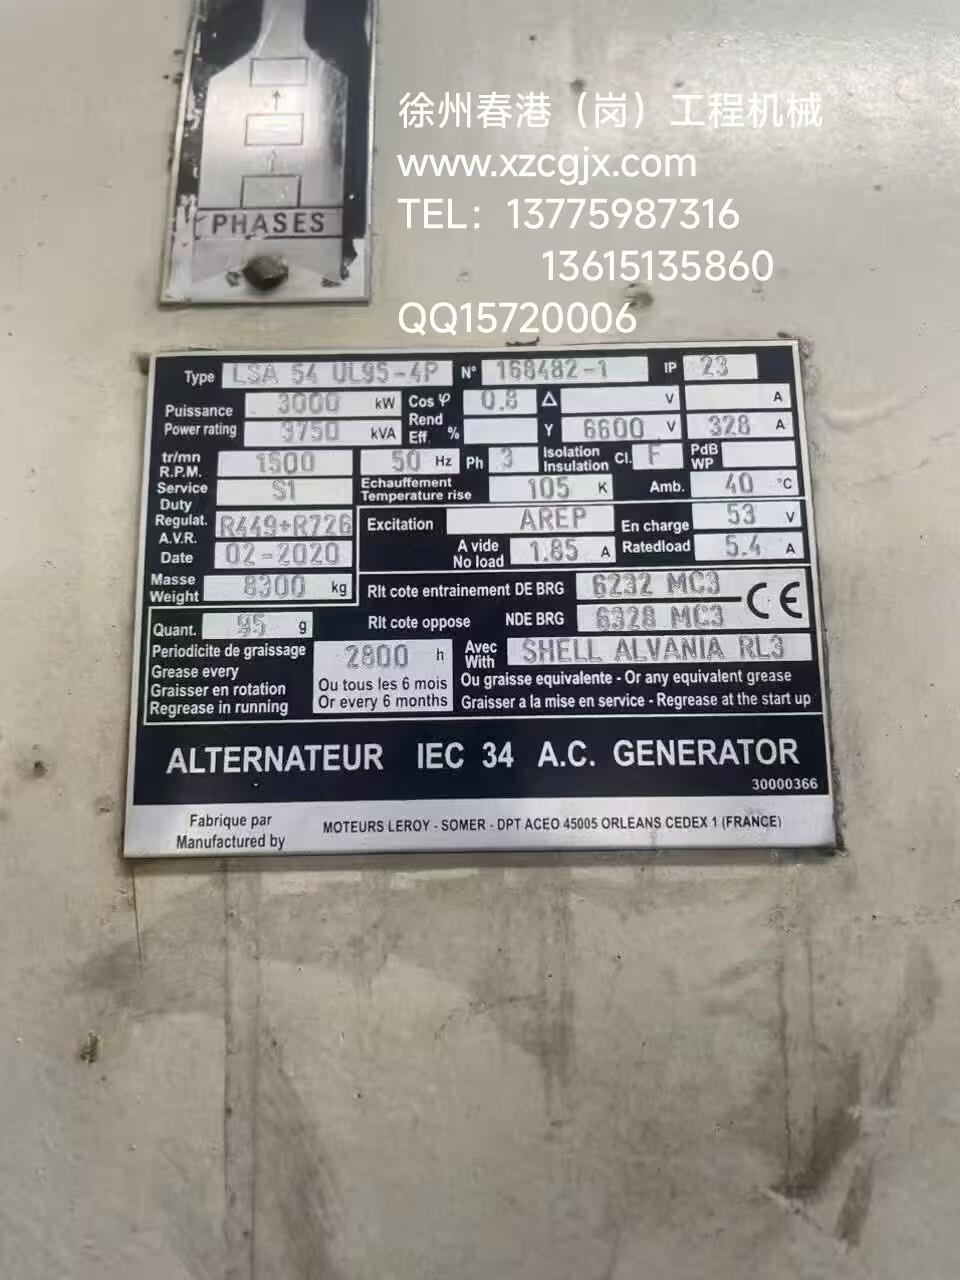 徐州春港（岗）工程机械
www.xzcgjx.com
TEL：13775987316
13615135860
QQ15720006
PHASES
Type LSA 54 UL95-4P N° 168482-1 IP 23
Puissance Power rating 3000 kW Cos φ 0.8 Δ V A
3750 kVA Rend Eff. % Y 6600 V 328 A
tr/mn R.P.M. 1500 50 Hz Ph 3 Isolation Insulation Cl. F PdB WP
Service Duty S1 Echauffement Temperature rise 105 K Amb. 40 °C
Regulat. A.V.R. R449+R726 Excitation AREP En charge Ratedload 53 V
Date 02-2020 A vide No load 1.85 A 5.4 A
Masse Weight 8300 kg Rlt cote entrainement DE BRG 6232 MC3 CE
Quant. 95 g Rlt cote oppose NDE BRG 6328 MC3
Periodicite de graissage
Grease every
Graisser en rotation
Regrease in running
2800 h
Ou tous les 6 mois
Or every 6 months
Avec With SHELL ALVANIA RL3
Ou graisse equivalente - Or any equivalent grease
Graisser a la mise en service - Regrease at the start up
ALTERNATEUR IEC 34 A.C. GENERATOR
30000366
Fabrique par
Manufactured by
MOTEURS LEROY - SOMER - DPT ACEO 45005 ORLEANS CEDEX 1 (FRANCE)